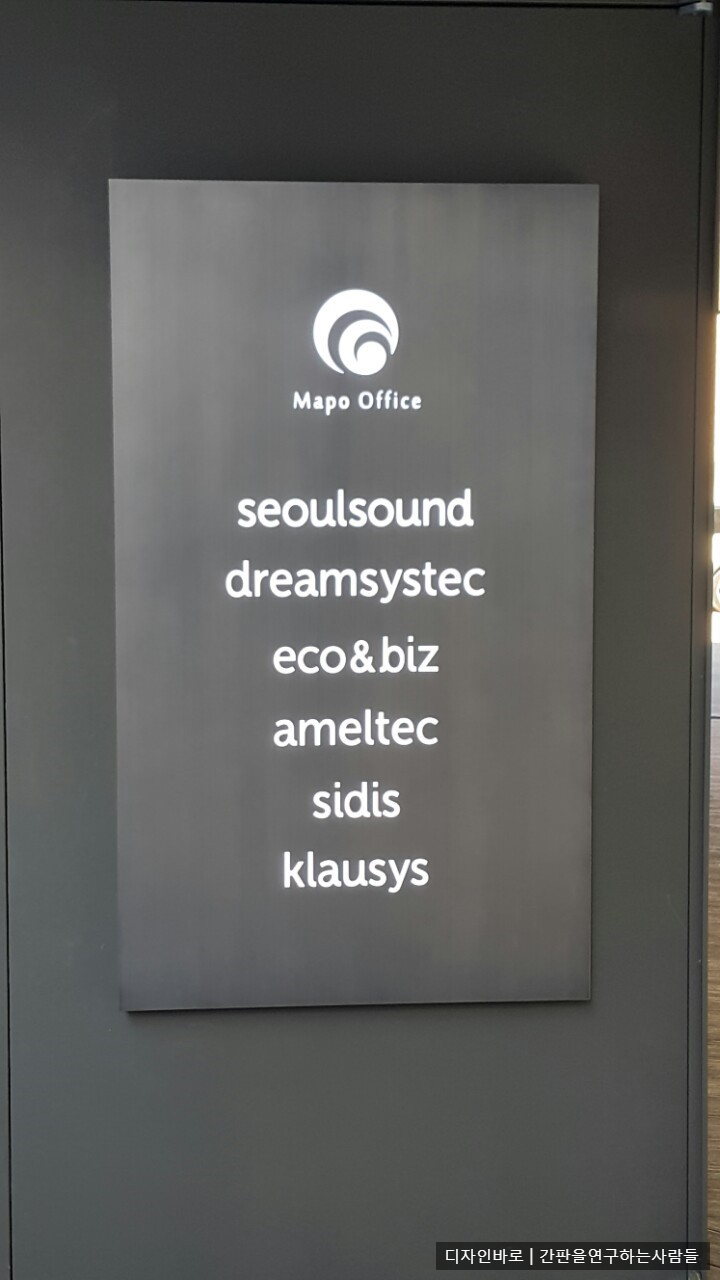 Mapo Office
seoulsound
dreamsystec
eco&biz
ameltec
sidis
klausys
디자인바로 | 간판을연구하는사람들